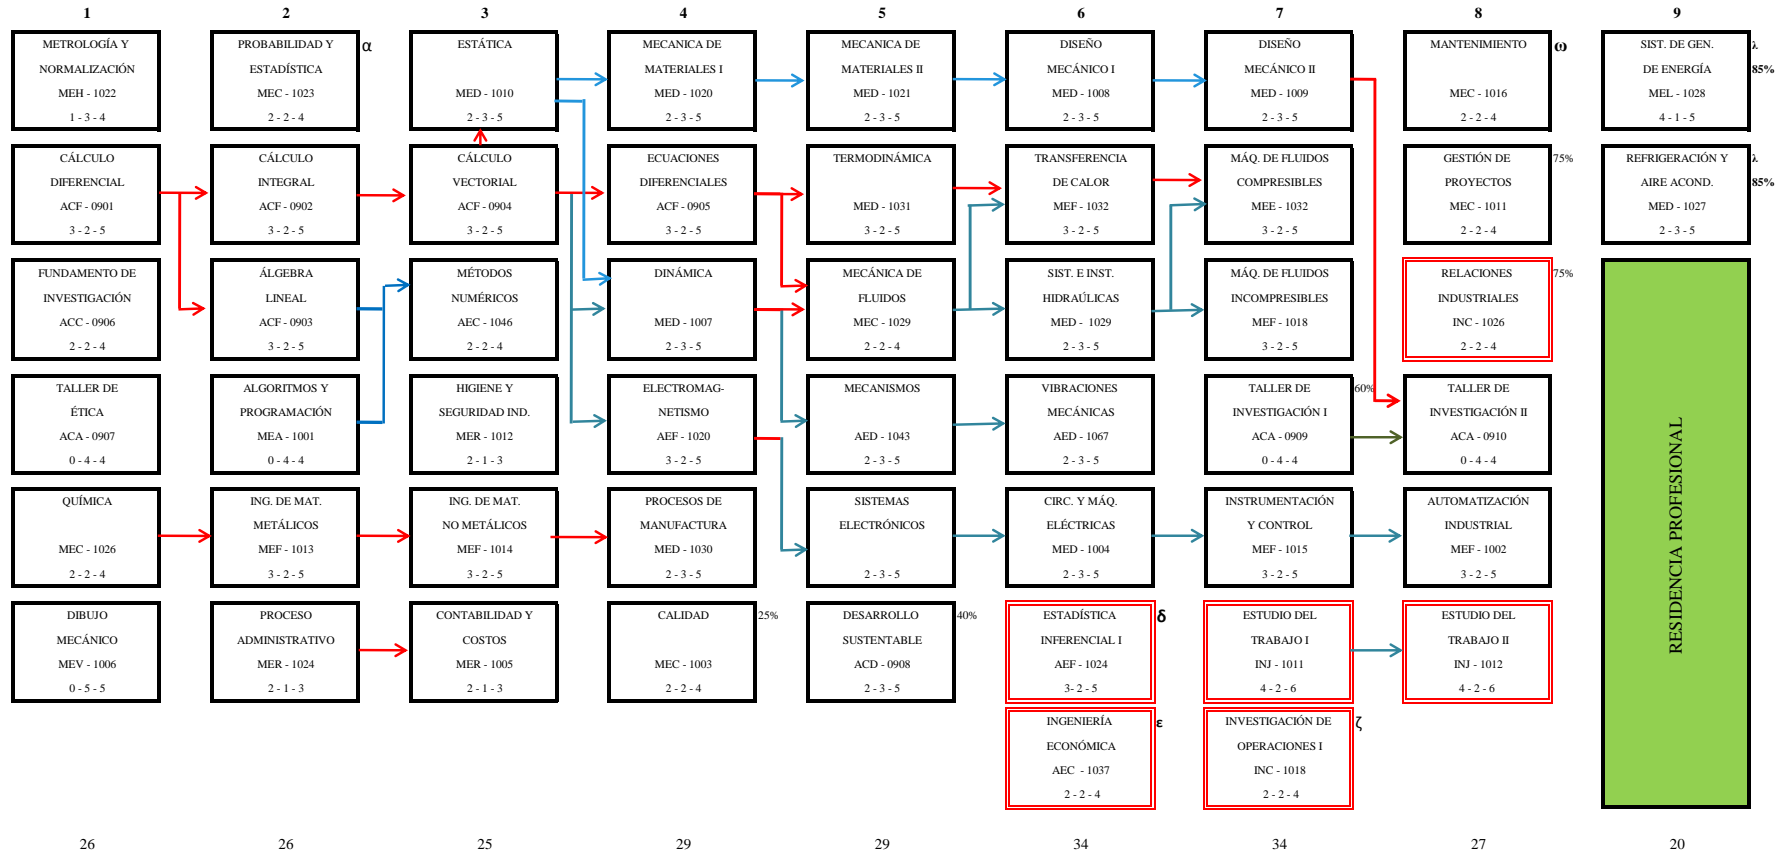 1
METROLOGÍA Y
NORMALIZACIÓN
MEH - 1022
1 - 3 - 4
CÁLCULO
DIFERENCIAL
ACF - 0901
3 - 2 - 5
FUNDAMENTO DE
INVESTIGACIÓN
ACC - 0906
2 - 2 - 4
TALLER DE
ÉTICA
ACA - 0907
0 - 4 - 4
QUÍMICA
MEC - 1026
2 - 2 - 4
DIBUJO
MECÁNICO
MEV - 1006
0 - 5 - 5
26
2
PROBABILIDAD Y
ESTADÍSTICA
MEC - 1023
2 - 2 - 4
α
CÁLCULO
INTEGRAL
ACF - 0902
3 - 2 - 5
ÁLGEBRA
LINEAL
ACF - 0903
3 - 2 - 5
ALGORITMOS Y
PROGRAMACIÓN
MEA - 1001
0 - 4 - 4
ING. DE MAT.
METÁLICOS
MEF - 1013
3 - 2 - 5
PROCESO
ADMINISTRATIVO
MER - 1024
2 - 1 - 3
26
3
ESTÁTICA
MED - 1010
2 - 3 - 5
CÁLCULO
VECTORIAL
ACF - 0904
3 - 2 - 5
MÉTODOS
NUMÉRICOS
AEC - 1046
2 - 2 - 4
HIGIENE Y
SEGURIDAD IND.
MER - 1012
2 - 1 - 3
ING. DE MAT.
NO METÁLICOS
MEF - 1014
3 - 2 - 5
CONTABILIDAD Y
COSTOS
MER - 1005
2 - 1 - 3
25
4
MECANICA DE
MATERIALES I
MED - 1020
2 - 3 - 5
ECUACIONES
DIFERENCIALES
ACF - 0905
3 - 2 - 5
DINÁMICA
MED - 1007
2 - 3 - 5
ELECTROMAG-
NETISMO
AEF - 1020
3 - 2 - 5
PROCESOS DE
MANUFACTURA
MED - 1030
2 - 3 - 5
CALIDAD
MEC - 1003
2 - 2 - 4
25%
29
5
MECANICA DE
MATERIALES II
MED - 1021
2 - 3 - 5
TERMODINÁMICA
MED - 1031
3 - 2 - 5
MECÁNICA DE
FLUIDOS
MEC - 1029
2 - 2 - 4
MECANISMOS
AED - 1043
2 - 3 - 5
SISTEMAS
ELECTRÓNICOS
2 - 3 - 5
DESARROLLO
SUSTENTABLE
ACD - 0908
2 - 3 - 5
40%
29
6
DISEÑO
MECÁNICO I
MED - 1008
2 - 3 - 5
TRANSFERENCIA
DE CALOR
MEF - 1032
3 - 2 - 5
SIST. E INST.
HIDRAÚLICAS
MED - 1029
2 - 3 - 5
VIBRACIONES
MECÁNICAS
AED - 1067
2 - 3 - 5
CIRC. Y MÁQ.
ELÉCTRICAS
MED - 1004
2 - 3 - 5
ESTADÍSTICA
INFERENCIAL I
AEF - 1024
3- 2 - 5
δ
INGENIERÍA
ECONÓMICA
AEC - 1037
2 - 2 - 4
ε
34
7
DISEÑO
MECÁNICO II
MED - 1009
2 - 3 - 5
MÁQ. DE FLUIDOS
COMPRESIBLES
MEE - 1032
3 - 2 - 5
MÁQ. DE FLUIDOS
INCOMPRESIBLES
MEF - 1018
3 - 2 - 5
TALLER DE
INVESTIGACIÓN I
ACA - 0909
0 - 4 - 4
60%
INSTRUMENTACIÓN
Y CONTROL
MEF - 1015
3 - 2 - 5
ESTUDIO DEL
TRABAJO I
INJ - 1011
4 - 2 - 6
INVESTIGACIÓN DE
OPERACIONES I
INC - 1018
2 - 2 - 4
ζ
34
8
MANTENIMIENTO
MEC - 1016
2 - 2 - 4
ω
GESTIÓN DE
PROYECTOS
MEC - 1011
2 - 2 - 4
75%
RELACIONES
INDUSTRIALES
INC - 1026
2 - 2 - 4
75%
TALLER DE
INVESTIGACIÓN II
ACA - 0910
0 - 4 - 4
AUTOMATIZACIÓN
INDUSTRIAL
MEF - 1002
3 - 2 - 5
ESTUDIO DEL
TRABAJO II
INJ - 1012
4 - 2 - 6
27
9
SIST. DE GEN.
DE ENERGÍA
MEL - 1028
4 - 1 - 5
λ
85%
REFRIGERACIÓN Y
AIRE ACOND.
MED - 1027
2 - 3 - 5
λ
85%
RESIDENCIA PROFESIONAL
20